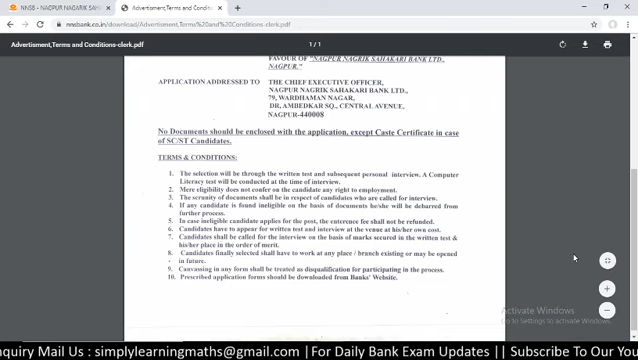 NNSB – NAGPUR NAGARIK SAH
Advertisment,Terms and Condition
nnsbank.co.in/download/Advertisment,Terms%20and%20Conditions-clerk.pdf
Advertisment,Terms and Conditions-clerk.pdf
1 / 1
FAVOUR OF "NAGPUR NAGRIK SAHAKARI BANK LTD.,
NAGPUR."
APPLICATION ADDRESSED TO THE CHIEF EXECUTIVE OFFICER,
NAGPUR NAGRIK SAHAKARI BANK LTD.,
79, WARDHAMAN NAGAR,
DR, AMBEDKAR SQ., CENTRAL AVENUE,
NAGPUR-440008
No Documents should be enclosed with the application, except Caste Certificate in case
of SC/ST Candidates.
TERMS & CONDITIONS:
1. The selection will be through the written test and subsequent personal interview. A Computer
Literacy test will be conducted at the time of interview.
2. Mere eligibility does not confer on the candidate any right to employment.
3. The scrunity of documents shall be in respect of candidates who are called for interview.
4. If any candidate is found ineligible on the basis of documents he/she will be debarred from
further process.
5. In case ineligible candidate applies for the post, the enterence fee shall not be refunded.
6. Candidates have to appear for written test and interview at the venue at his/her own cost.
7. Candidates shall be called for the interview on the basis of marks secured in the written test &
his/her place in the order of merit.
8. Candidates finally selected shall have to work at any place / branch existing or may be opened
in future.
9. Canvassing in any form shall be treated as disqualification for participating in the process.
10. Prescribed application forms should be downloaded from Banks'Website.
Activate Windows
Go to Settings to activate Windows.
nquiry Mail Us : simplylearningmaths@gmail.com |For Daily Bank Exam Updates || Subscribe To Our You